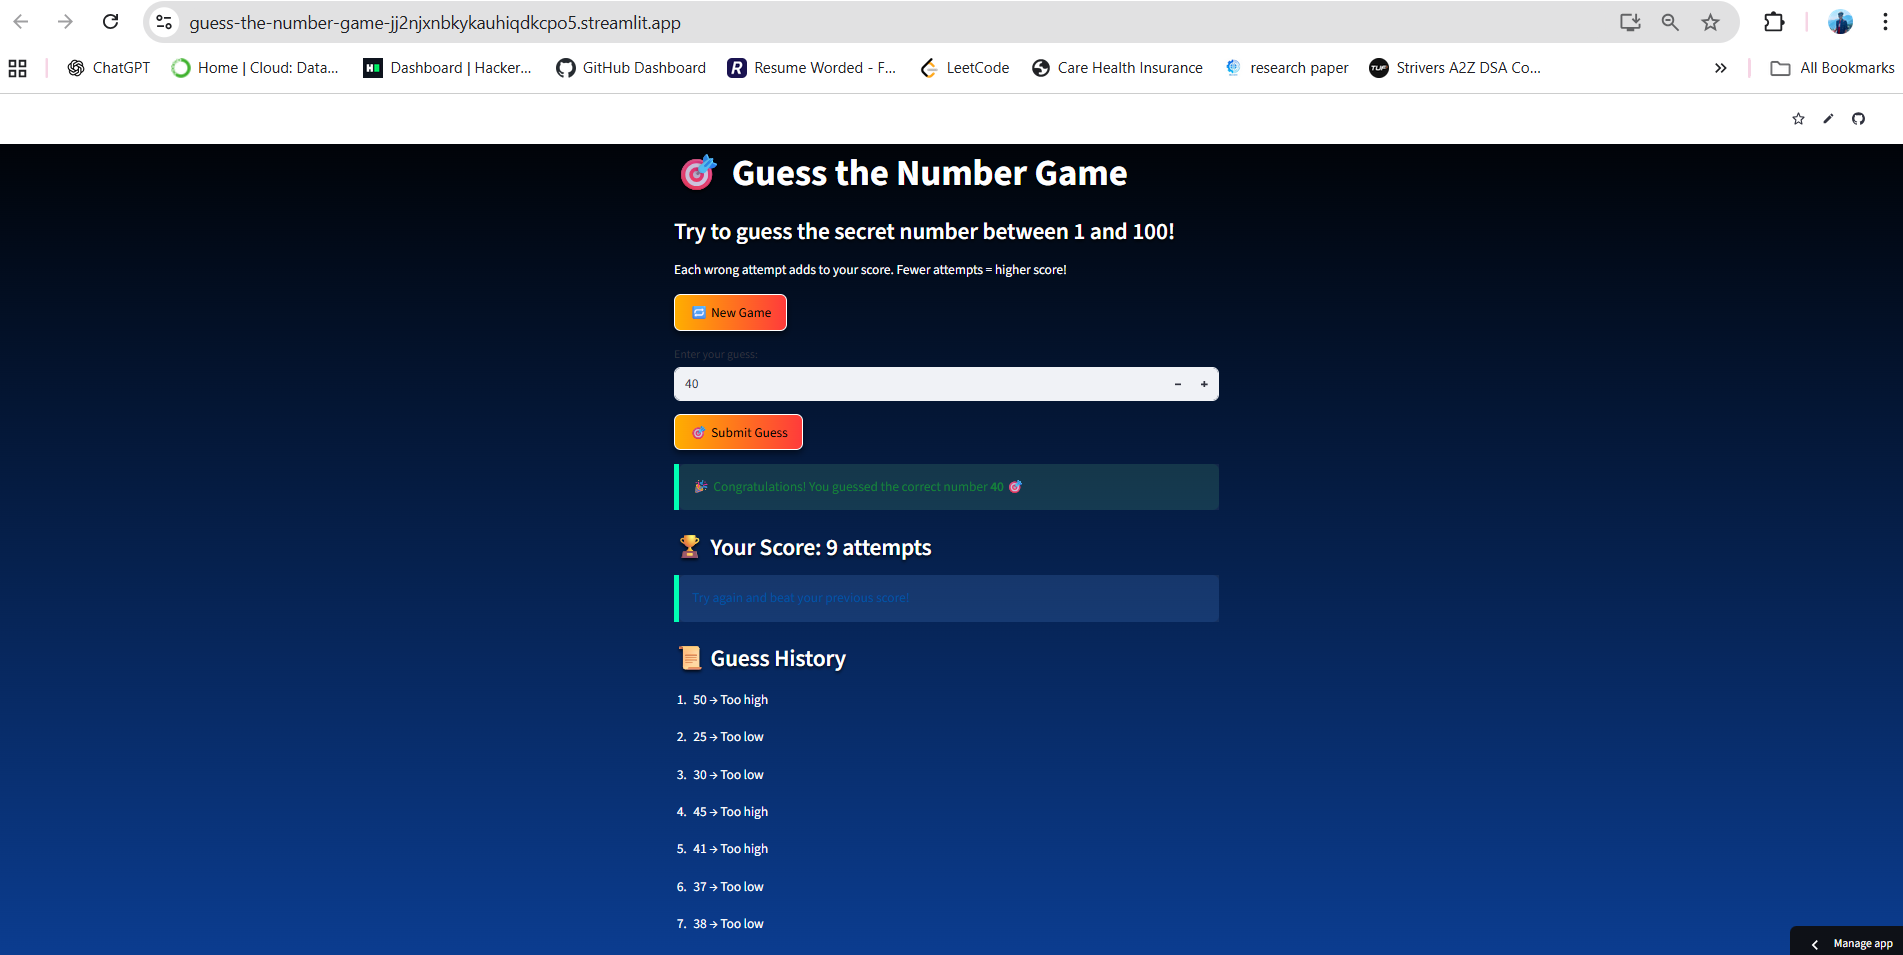 guess-the-number-game-jj2njxnbkykauhiqdkcpo5.streamlit.app
ChatGPT
Home | Cloud: Data...
Dashboard | Hacker...
GitHub Dashboard
Resume Worded - F...
LeetCode
Care Health Insurance
research paper
Strivers A2Z DSA Co...
All Bookmarks
Guess the Number Game
Try to guess the secret number between 1 and 100!
Each wrong attempt adds to your score. Fewer attempts = higher score!
New Game
Enter your guess:
40
Submit Guess
Congratulations! You guessed the correct number 40
Your Score: 9 attempts
Try again and beat your previous score!
Guess History
1. 50 → Too high
2. 25 → Too low
3. 30 → Too low
4. 45 → Too high
5. 41 → Too high
6. 37 → Too low
7. 38 → Too low
Manage app